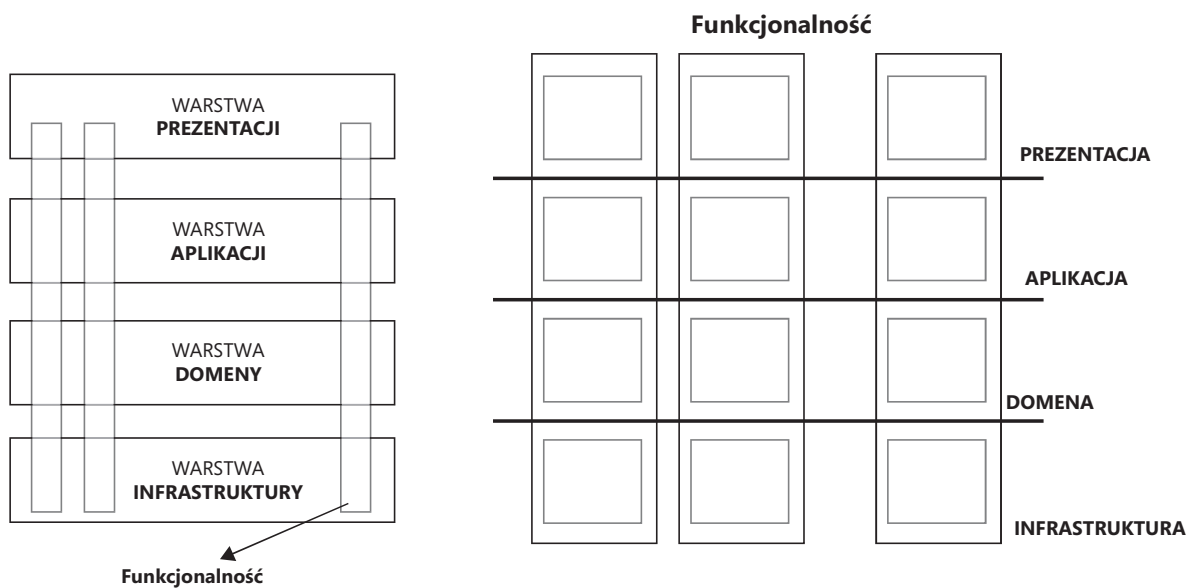 WARSTWA
PREZENTACJI
WARSTWA
APLIKACJI
WARSTWA
DOMENY
WARSTWA
INFRASTRUKTURY
Funkcjonalność
Funkcjonalność
PREZENTACJA
APLIKACJA
DOMENA
INFRASTRUKTURA